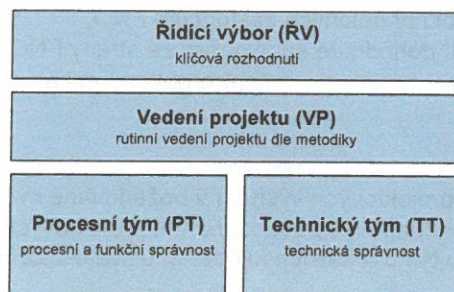 Řídící výbor (ŘV)
klíčová rozhodnutí
Vedení projektu (VP)
rutinní vedení projektu dle metodiky
Procesní tým (PT)
procesní a funkční správnost
Technický tým (TT)
technická správnost